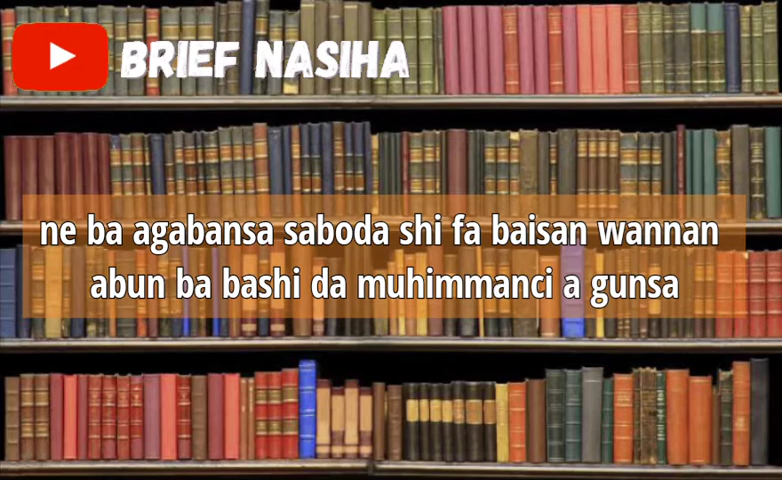 BRIEF NASIHA
ne ba agabansa saboda shi fa baisan wannan
abun ba bashi da muhimmanci a gunsa